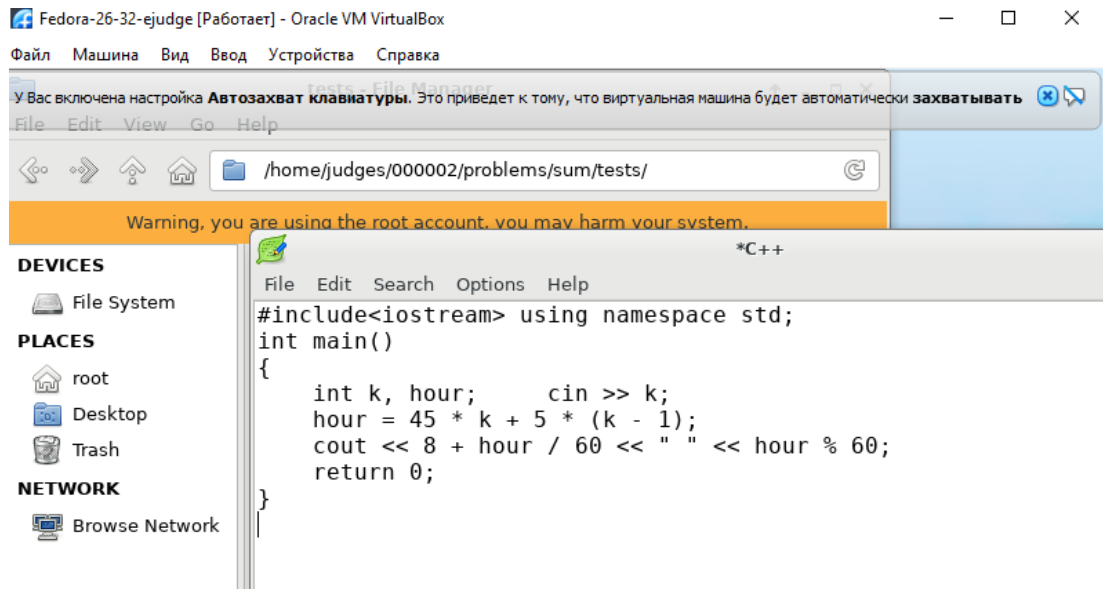 Fedora-26-32-ejudge [Работает] - Oracle VM VirtualBox
Файл Машина Вид Ввод Устройства Справка
tests - File Manager
У Вас включена настройка Автозахват клавиатуры. Это приведет к тому, что виртуальная машина будет автоматически захватывать
File Edit View Go Help
/home/judges/000002/problems/sum/tests/
Warning, you are using the root account, you may harm your system.
DEVICES
File System
PLACES
root
Desktop
Trash
NETWORK
Browse Network
*C++
File Edit Search Options Help
#include<iostream> using namespace std;
int main()
{
    int k, hour;     cin >> k;
    hour = 45 * k + 5 * (k - 1);
    cout << 8 + hour / 60 << " " << hour % 60;
    return 0;
}